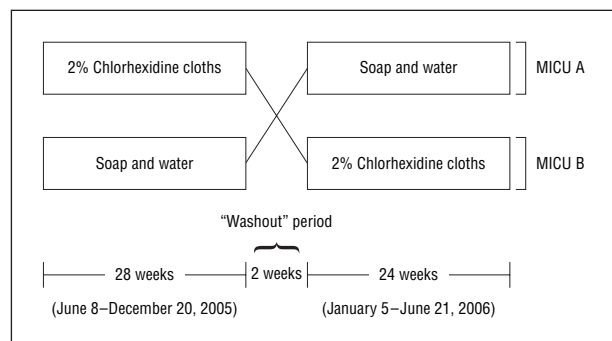 2% Chlorhexidine cloths
Soap and water
MICU A
Soap and water
2% Chlorhexidine cloths
MICU B
“Washout” period
28 weeks
2 weeks
24 weeks
(June 8–December 20, 2005)
(January 5–June 21, 2006)